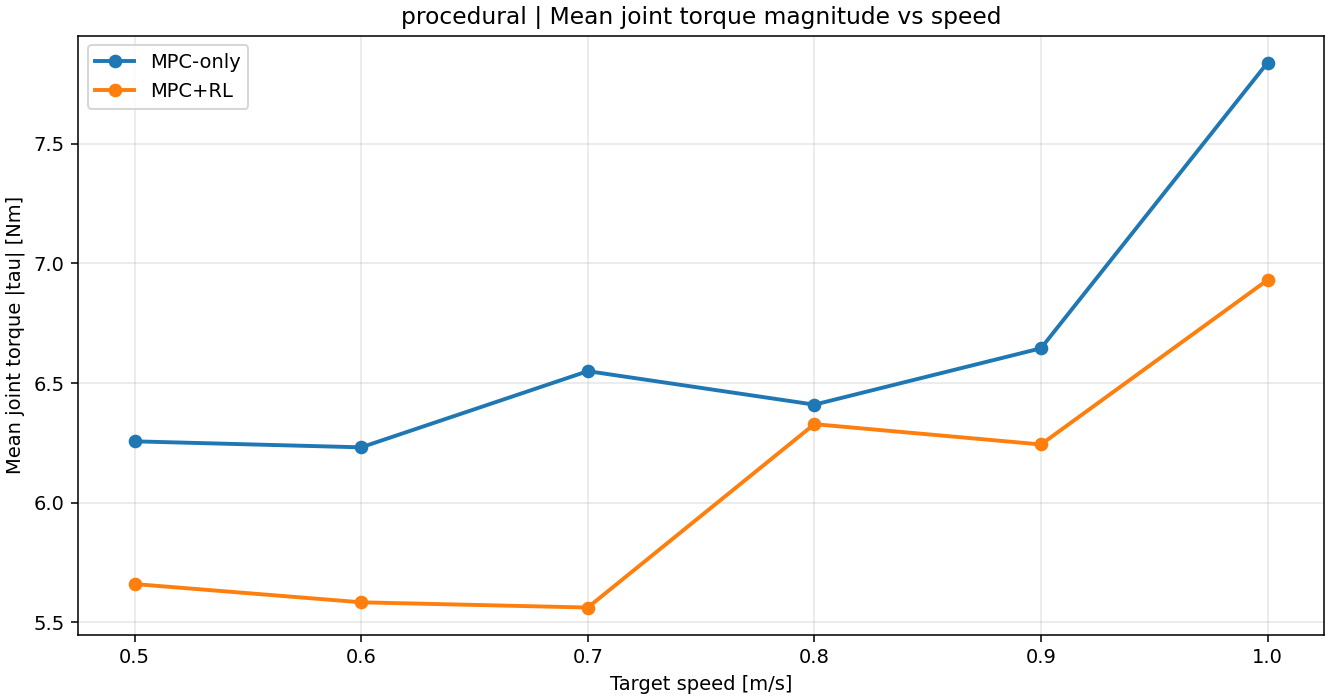 procedural | Mean joint torque magnitude vs speed
MPC-only
MPC+RL
Mean joint torque |tau| [Nm]
7.5
7.0
6.5
6.0
5.5
0.5 0.6 0.7 0.8 0.9 1.0
Target speed [m/s]